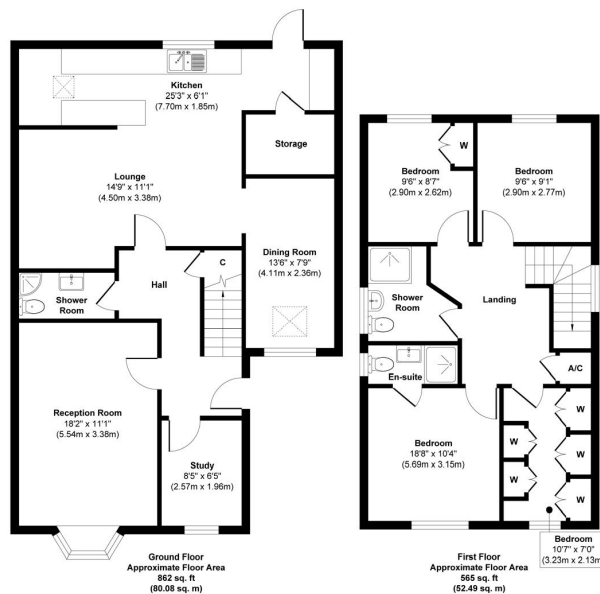 Kitchen
25'3" x 6'1"
(7.70m x 1.85m)
Storage
Lounge
14'9" x 11'1"
(4.50m x 3.38m)
Dining Room
13'6" x 7'9"
(4.11m x 2.36m)
C
Hall
Shower
Room
Reception Room
18'2" x 11'1"
(5.54m x 3.38m)
Study
8'5" x 6'5"
(2.57m x 1.96m)
Ground Floor
Approximate Floor Area
862 sq. ft
(80.08 sq. m)
W
Bedroom
9'6" x 8'7"
(2.90m x 2.62m)
Bedroom
9'6" x 9'1"
(2.90m x 2.77m)
Shower
Room
Landing
En-suite
A/C
Bedroom
18'8" x 10'4"
(5.69m x 3.15m)
W
W
W
W
W
Bedroom
10'7" x 7'0"
(3.23m x 2.13m
First Floor
Approximate Floor Area
565 sq. ft
(52.49 sq. m)